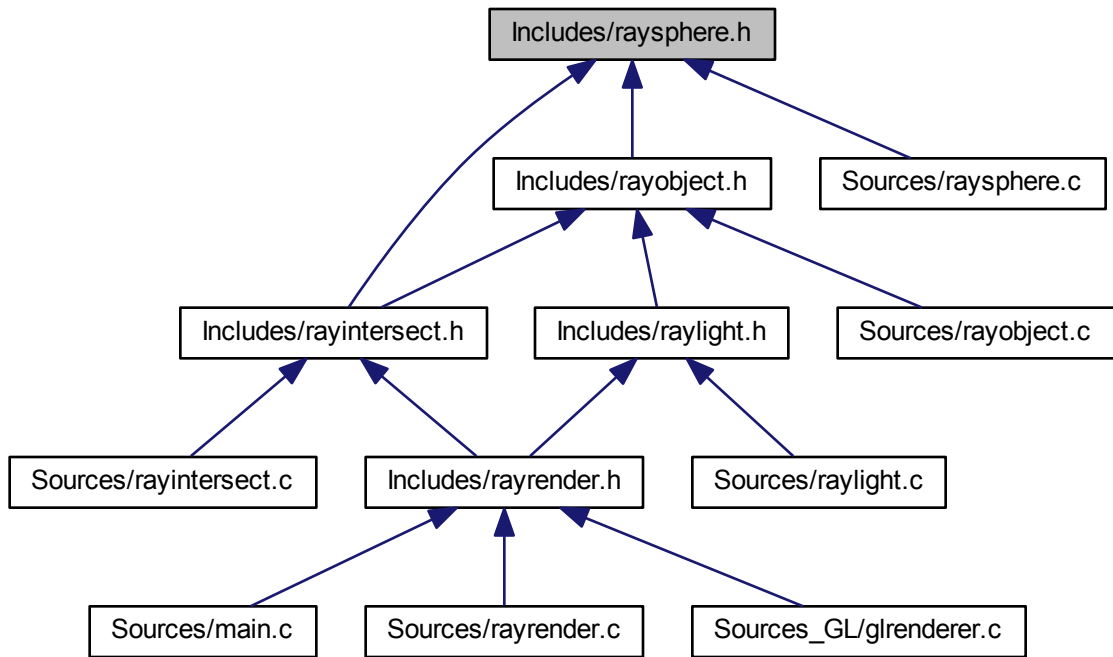 Includes/raysphere.h
Includes/rayobject.h
Sources/raysphere.c
Includes/rayintersect.h
Includes/raylight.h
Sources/rayobject.c
Sources/rayintersect.c
Includes/rayrender.h
Sources/raylight.c
Sources/main.c
Sources/rayrender.c
Sources_GL/glrenderer.c